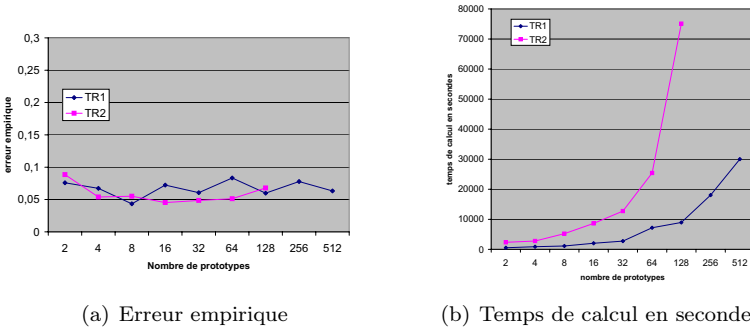 0,3
0,25
0,2
0,15
0,1
0,05
0
erreur empirique
TR1
TR2
2 4 8 16 32 64 128 256 512
Nombre de prototypes
(a) Erreur empirique
80000
70000
60000
50000
40000
30000
20000
10000
0
temps de calcul en secondes
TR1
TR2
2 4 8 16 32 64 128 256 512
nombre de prototypes
(b) Temps de calcul en seconde